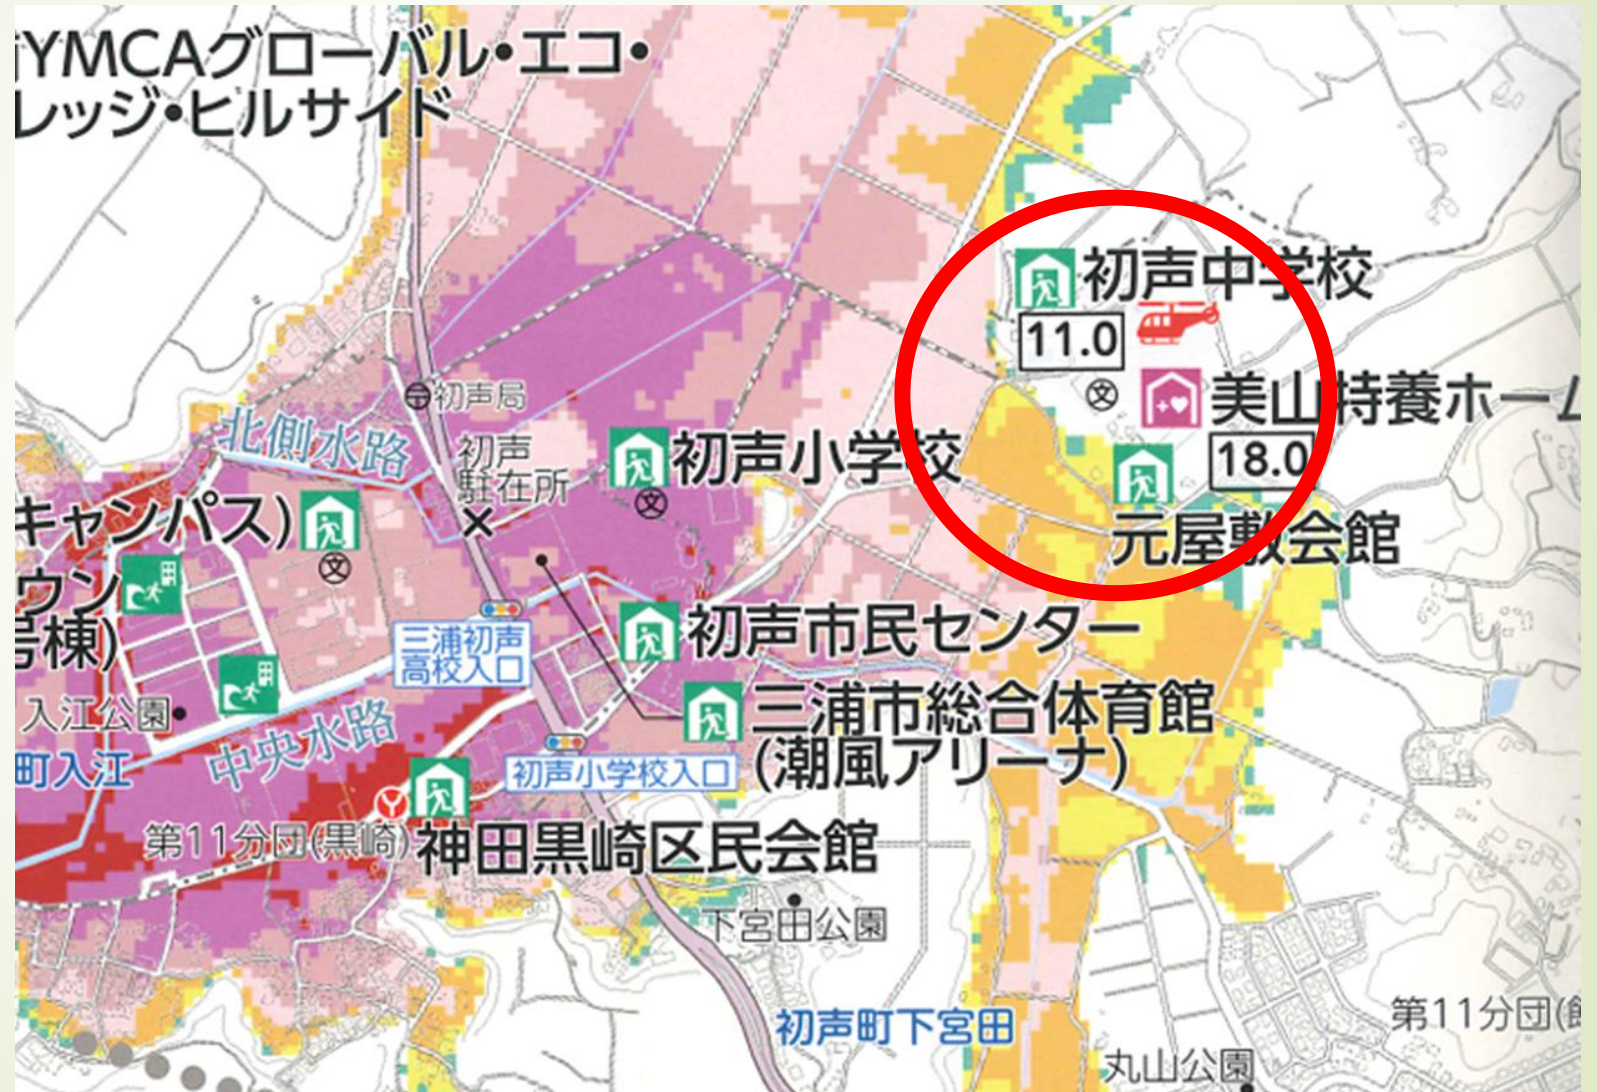 YMCAグローバル・エコ・
レッジ・ヒルサイド
初声中学校
11.0
文
美山特養ホーム
18.0
元屋敷会館
初声局
北側水路
初声
駐在所
初声小学校
文
キャンパス)
文
ウン
号棟)
三浦初声
高校入口
初声市民センター
入江公園
中央水路
町入江
三浦市総合体育館
(潮風アリーナ)
初声小学校入口
第11分団(黒崎)
神田黒崎区民会館
下宮田公園
初声町下宮田
第11分団(
丸山公園